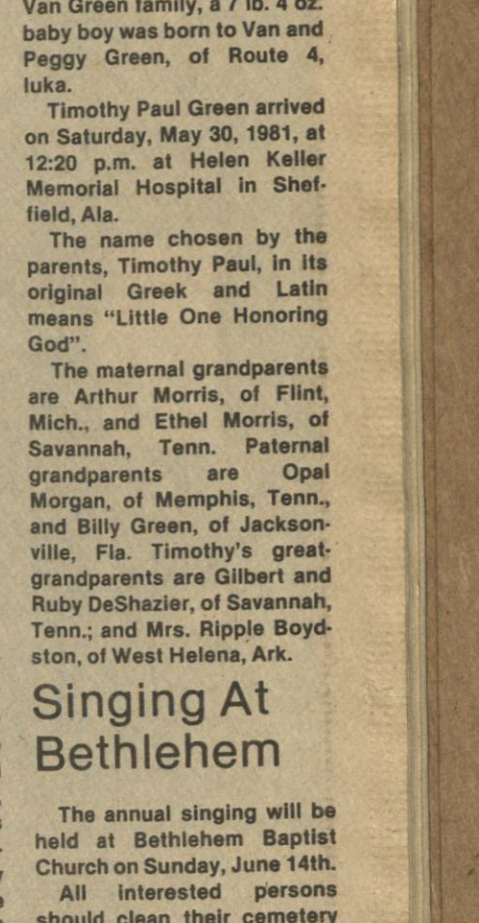 Van Green family, a 7 lb. 4 oz.
baby boy was born to Van and
Peggy Green, of Route 4,
Iuka.
Timothy Paul Green arrived
on Saturday, May 30, 1981, at
12:20 p.m. at Helen Keller
Memorial Hospital in Shef-
field, Ala.
The name chosen by the
parents, Timothy Paul, in its
original Greek and Latin
means “Little One Honoring
God”.
The maternal grandparents
are Arthur Morris, of Flint,
Mich., and Ethel Morris, of
Savannah, Tenn. Paternal
grandparents are Opal
Morgan, of Memphis, Tenn.,
and Billy Green, of Jackson-
ville, Fla. Timothy's great-
grandparents are Gilbert and
Ruby DeShazier, of Savannah,
Tenn.; and Mrs. Ripple Boyd-
ston, of West Helena, Ark.
Singing At
Bethlehem
The annual singing will be
held at Bethlehem Baptist
Church on Sunday, June 14th.
All interested persons
should clean their cemetery